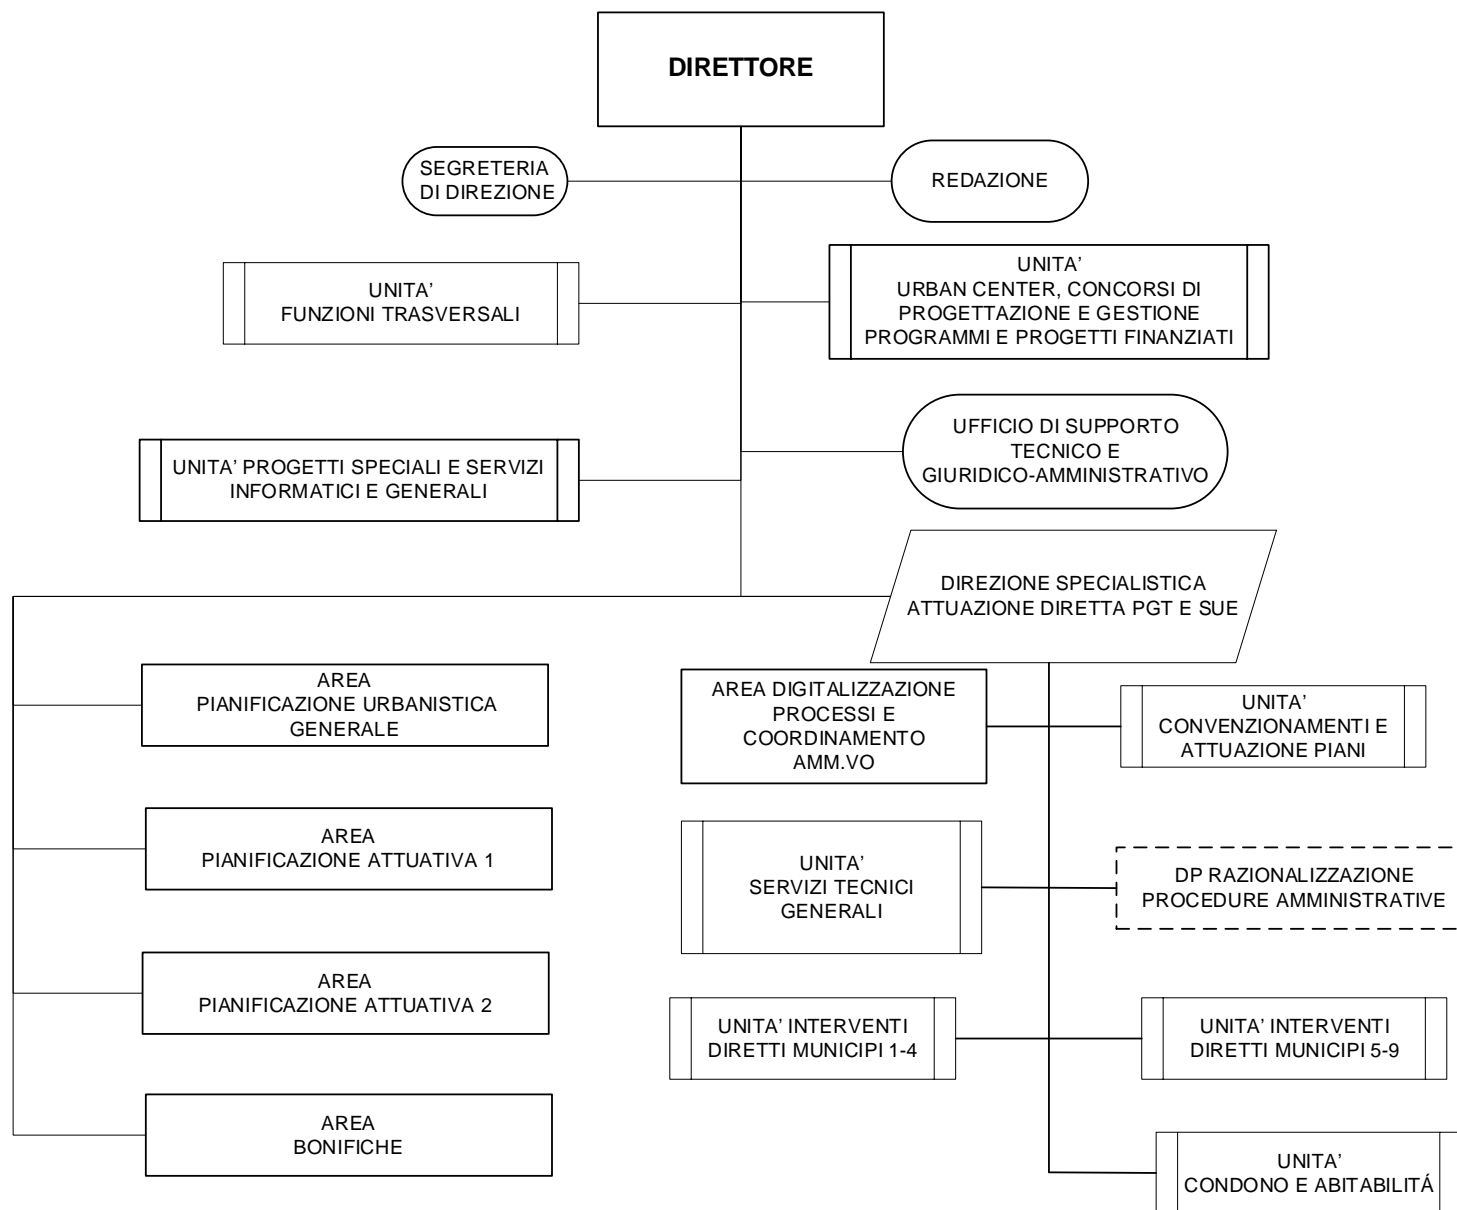 DIRETTORE
SEGRETERIA
DI DIREZIONE
REDAZIONE
UNITA’
FUNZIONI TRASVERSALI
UNITA’
URBAN CENTER, CONCORSI DI
PROGETTAZIONE E GESTIONE
PROGRAMMI E PROGETTI FINANZIATI
UNITA’ PROGETTI SPECIALI E SERVIZI
INFORMATICI E GENERALI
UFFICIO DI SUPPORTO
TECNICO E
GIURIDICO-AMMINISTRATIVO
DIREZIONE SPECIALISTICA
ATTUAZIONE DIRETTA PGT E SUE
AREA
PIANIFICAZIONE URBANISTICA
GENERALE
AREA
PIANIFICAZIONE ATTUATIVA 1
AREA
PIANIFICAZIONE ATTUATIVA 2
AREA
BONIFICHE
AREA DIGITALIZZAZIONE
PROCESSI E
COORDINAMENTO
AMM.VO
UNITA’
CONVENZIONAMENTI E
ATTUAZIONE PIANI
UNITA’
SERVIZI TECNICI
GENERALI
DP RAZIONALIZZAZIONE
PROCEDURE AMMINISTRATIVE
UNITA’ INTERVENTI
DIRETTI MUNICIPI 1-4
UNITA’ INTERVENTI
DIRETTI MUNICIPI 5-9
UNITA’
CONDONO E ABITABILITÁ